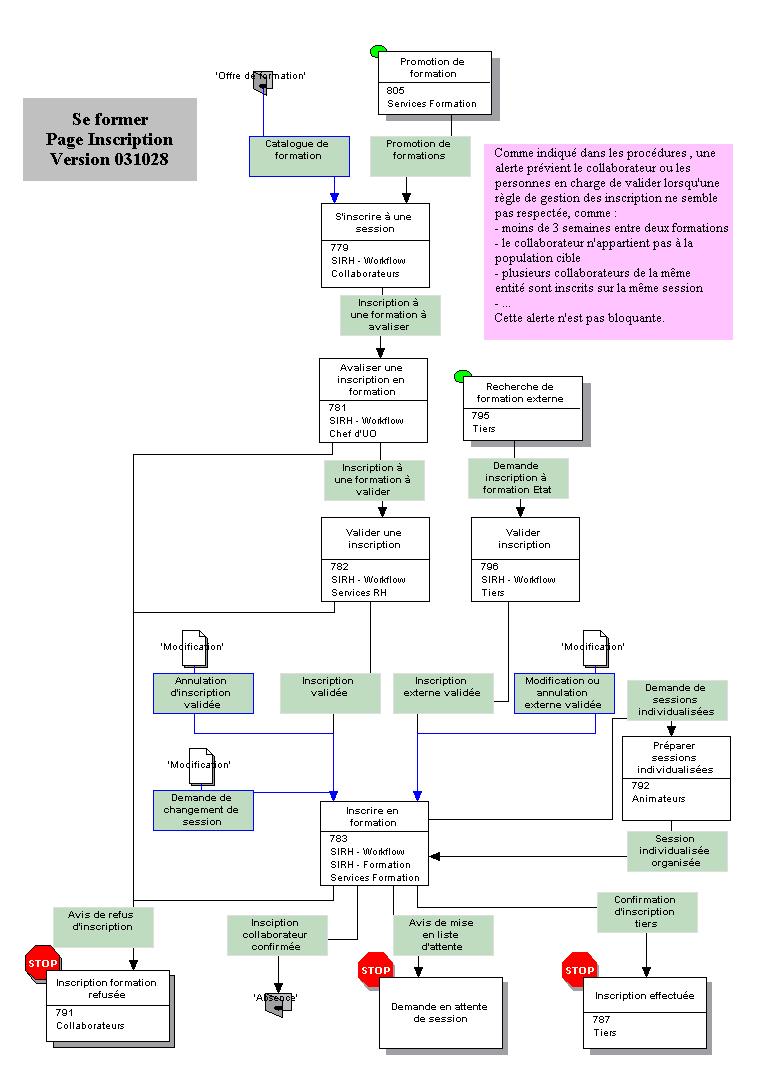 'Offre de formation'
Promotion de
formation
805
Services Formation
Se former
Page Inscription
Version 031028
Catalogue de
formation
Promotion de
formations
Comme indiqué dans les procédures , une
alerte prévient le collaborateur ou les
personnes en charge de valider lorsqu'une
règle de gestion des inscription ne semble
pas respectée, comme :
- moins de 3 semaines entre deux formations
- le collaborateur n'appartient pas à la
population cible
- plusieurs collaborateurs de la même
entité sont inscrits sur la même session
- ...
Cette alerte n'est pas bloquante.
S'inscrire à une
session
779
SIRH - Workflow
Collaborateurs
Inscription à
une formation à
avaliser
Avaliser une
inscription en
formation
781
SIRH - Workflow
Chef d'UO
Recherche de
formation externe
795
Tiers
Inscription à
une formation à
valider
Demande
inscription à
formation Etat
Valider une
inscription
782
SIRH - Workflow
Services RH
Valider
inscription
796
SIRH - Workflow
Tiers
'Modification'
'Modification'
Annulation
d'inscription
validée
Inscription
validée
Inscription
externe validée
Modification ou
annulation
externe validée
Demande de
sessions
individualisées
Préparer
sessions
individualisées
792
Animateurs
'Modification'
Demande de
changement de
session
Inscrire en
formation
783
SIRH - Workflow
SIRH - Formation
Services Formation
Session
individualisée
organisée
Avis de refus
d'inscription
Insciption
collaborateur
confirmée
Avis de mise
en liste
d'attente
Confirmation
d'inscription
tiers
STOP
Inscription formation
refusée
791
Collaborateurs
'Absence'
STOP
Demande en attente
de session
STOP
Inscription effectuée
787
Tiers